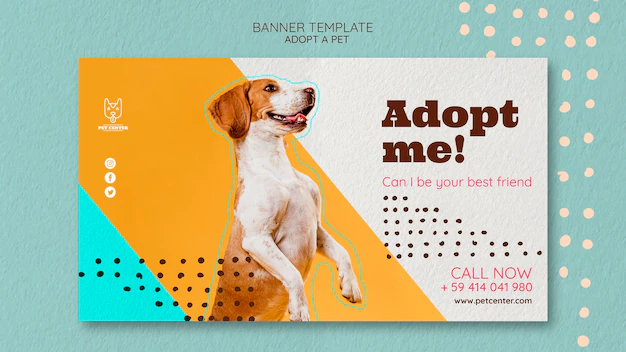 BANNER TEMPLATE
ADOPT A PET
PET CENTER
Adopt
me!
Can I be your best friend
CALL NOW
+ 59 414 041 980
www.petcenter.com